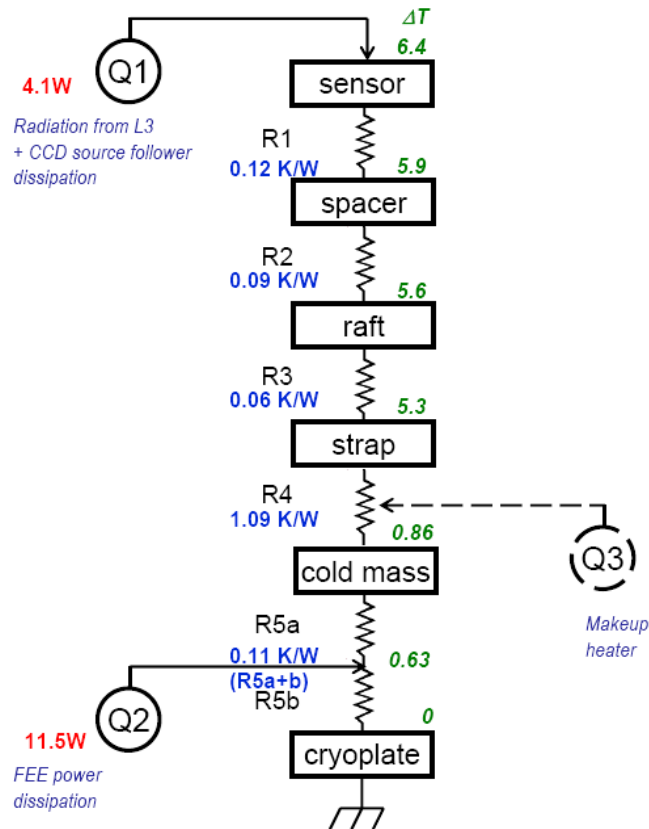 ΔT
6.4
Q1
4.1W
sensor
Radiation from L3
+ CCD source follower
dissipation
R1
0.12 K/W
5.9
spacer
R2
0.09 K/W
5.6
raft
R3
0.06 K/W
5.3
strap
R4
1.09 K/W
0.86
Q3
cold mass
Makeup
heater
R5a
0.11 K/W
(R5a+b)
0.63
R5b
Q2
0
11.5W
cryoplate
FEE power
dissipation